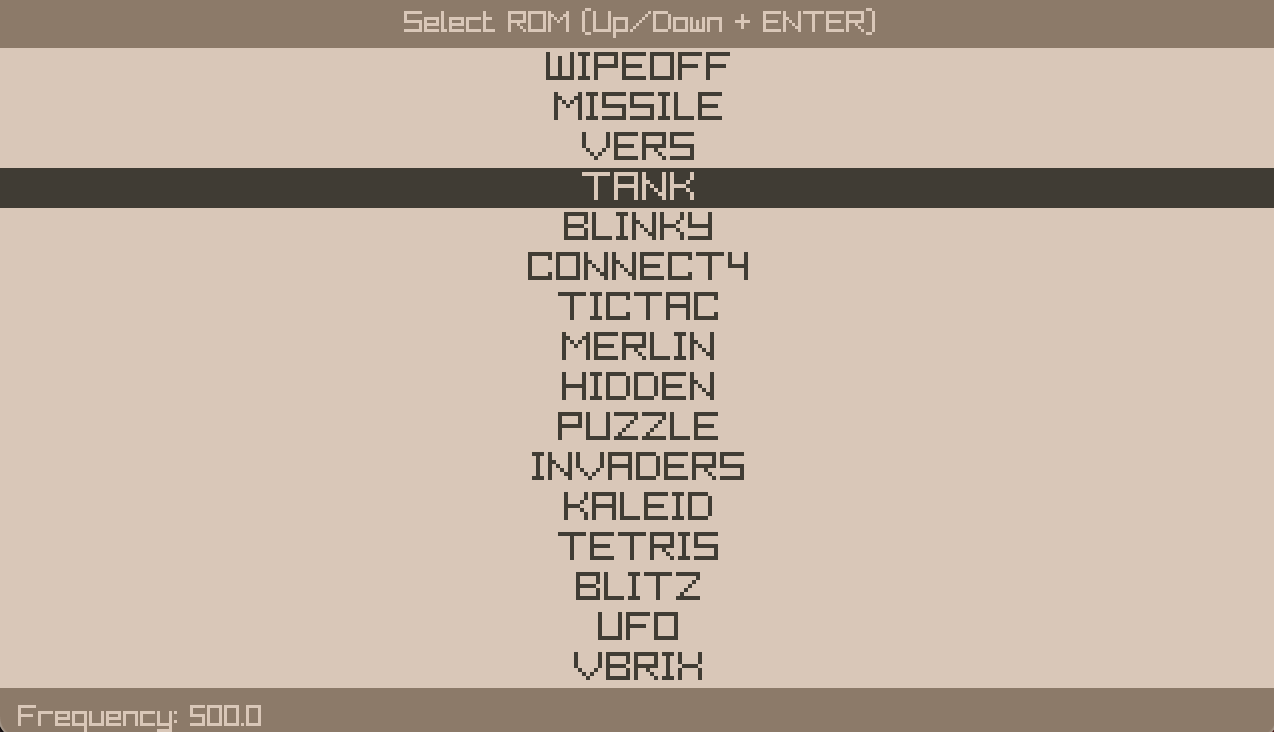 Select ROM (Up/Down + ENTER)
WIPEOFF
MISSILE
VERS
TANK
BLINKY
CONNECT4
TICTAC
MERLIN
HIDDEN
PUZZLE
INVADERS
KALEID
TETRIS
BLITZ
UFO
VBRIX
Frequency: 500.0